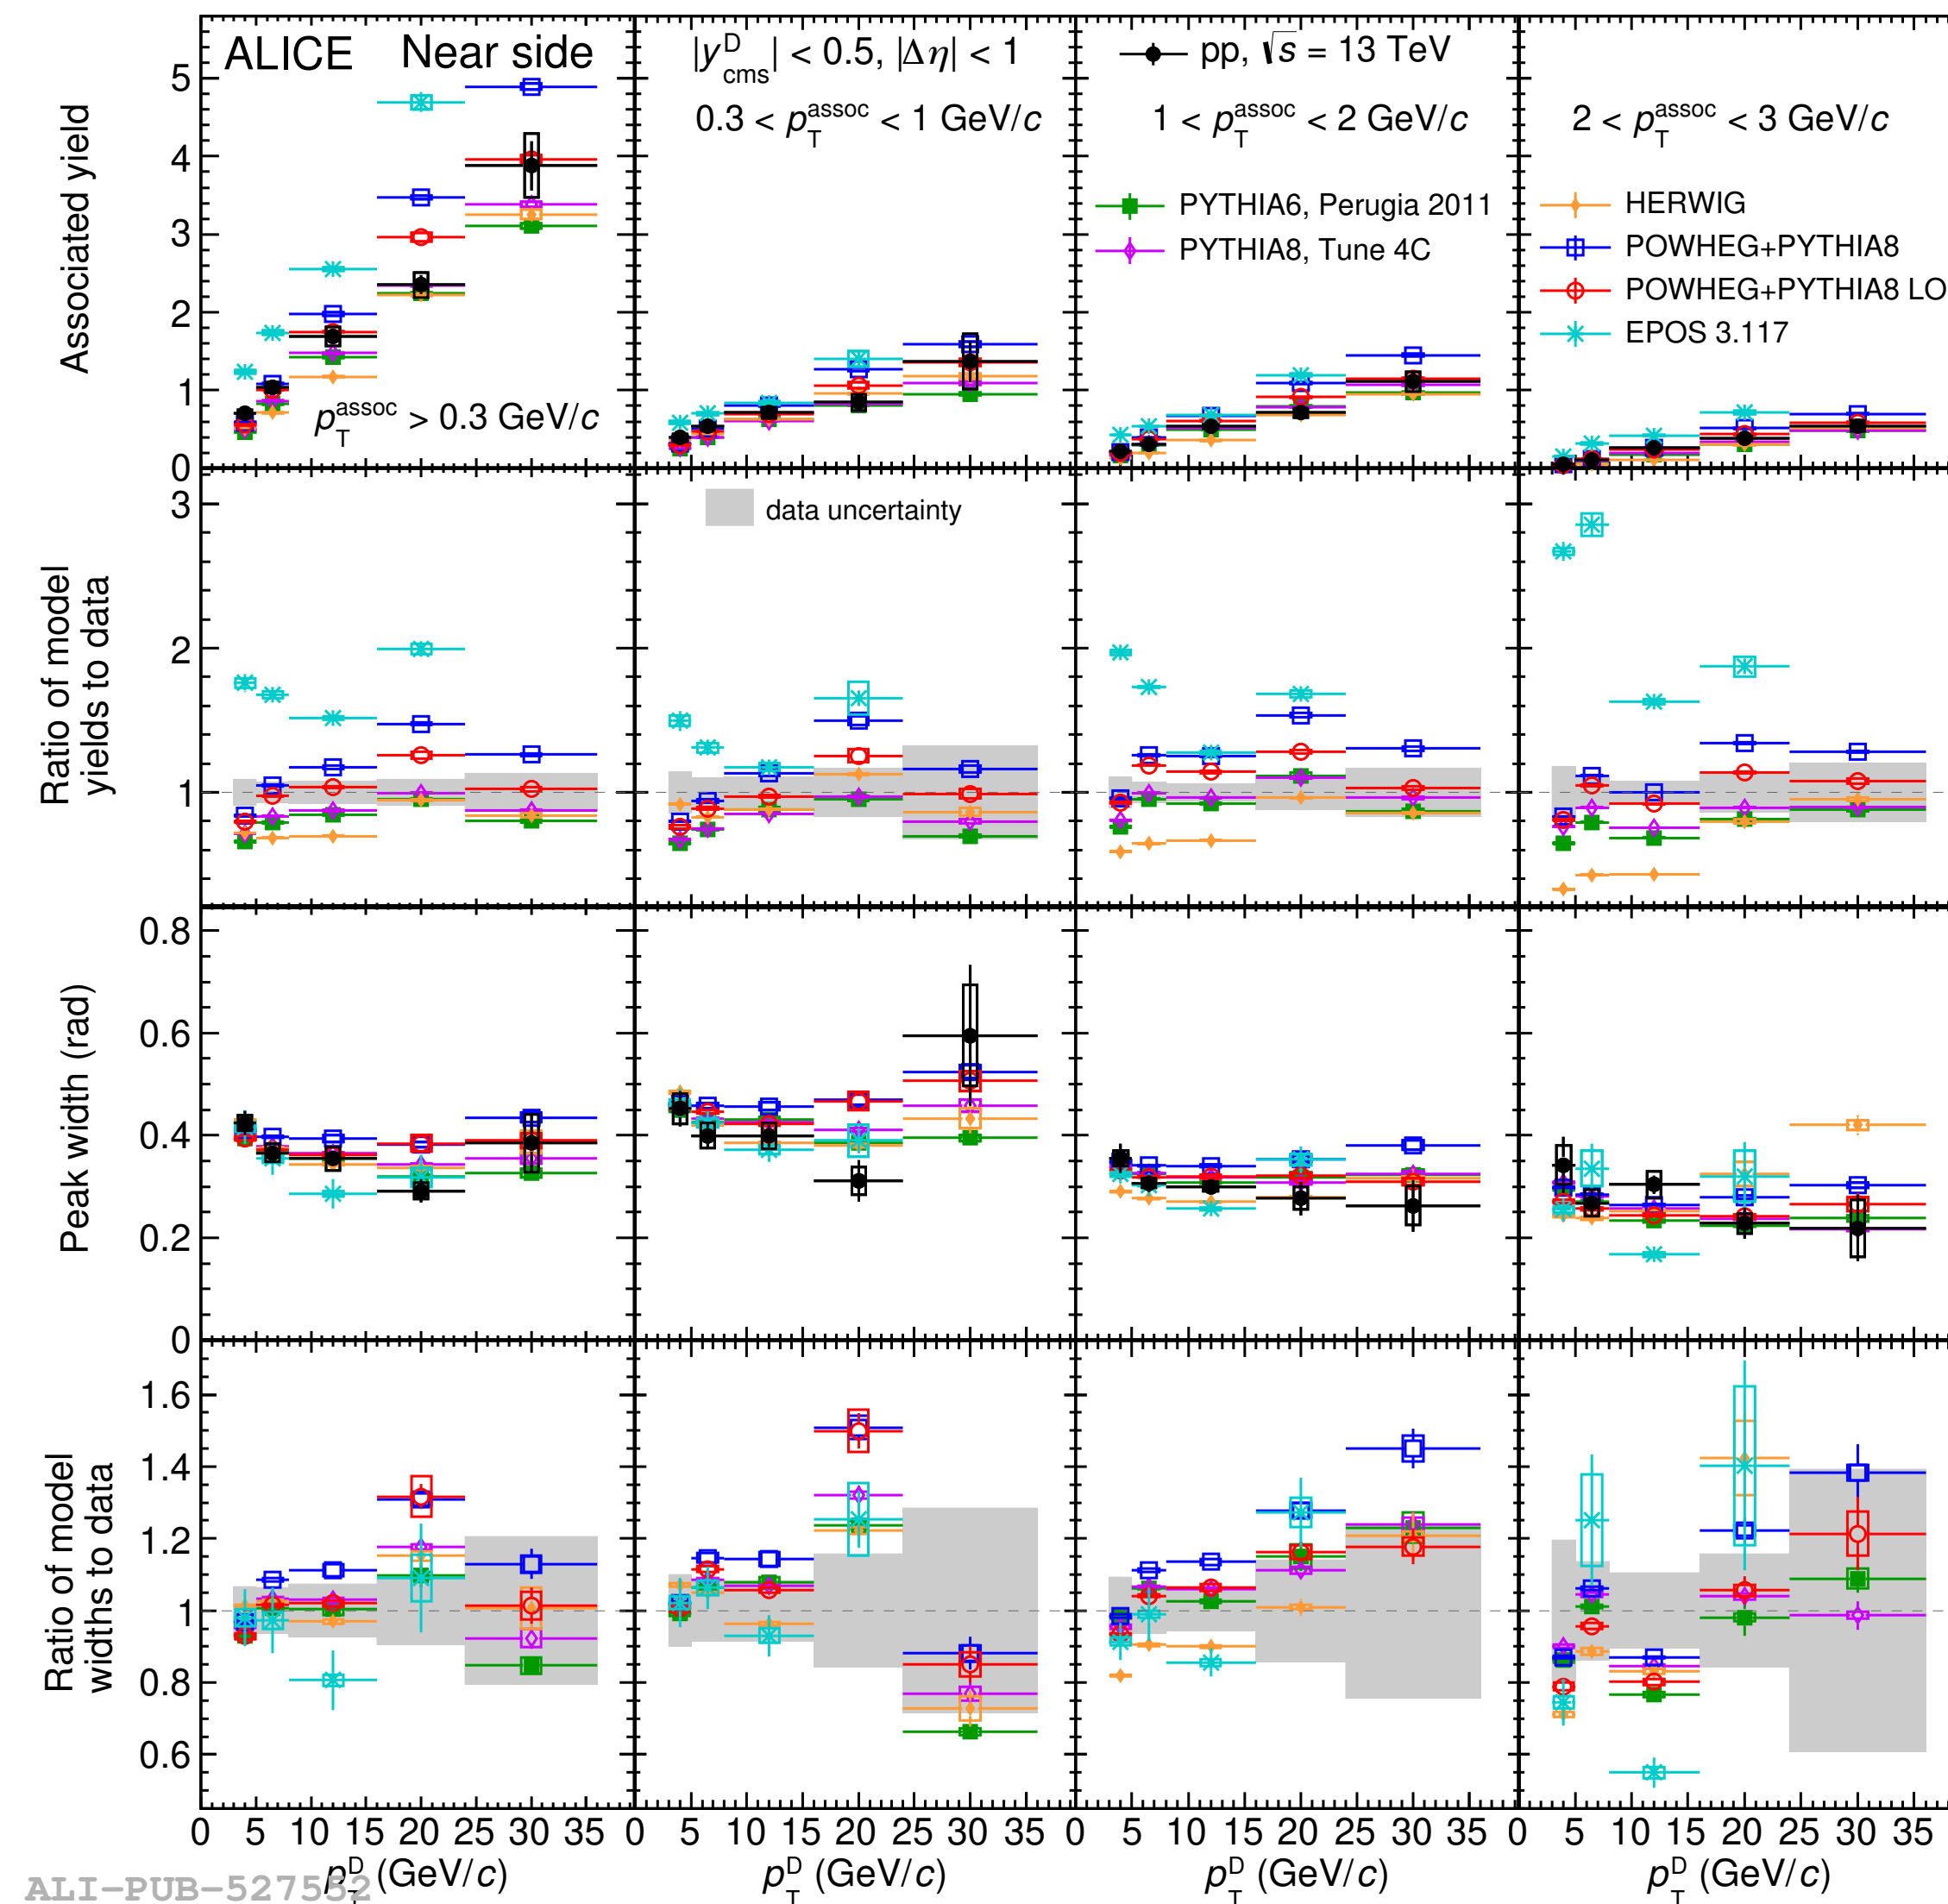 ALICE Near side
|y^D_cms| < 0.5, |Δη| < 1
pp, √s = 13 TeV
0.3 < p_T^assoc < 1 GeV/c
1 < p_T^assoc < 2 GeV/c
2 < p_T^assoc < 3 GeV/c
PYTHIA6, Perugia 2011
PYTHIA8, Tune 4C
HERWIG
POWHEG+PYTHIA8
POWHEG+PYTHIA8 LO
EPOS 3.117
p_T^assoc > 0.3 GeV/c
Associated yield
5
4
3
2
1
0
data uncertainty
Ratio of model
yields to data
3
2
1
Peak width (rad)
0.8
0.6
0.4
0.2
0
Ratio of model
widths to data
1.6
1.4
1.2
1
0.8
0.6
0 5 10 15 20 25 30 35 0 5 10 15 20 25 30 35 0 5 10 15 20 25 30 35 0 5 10 15 20 25 30 35
p_T^D (GeV/c) p_T^D (GeV/c) p_T^D (GeV/c) p_T^D (GeV/c)
ALI-PUB-527552